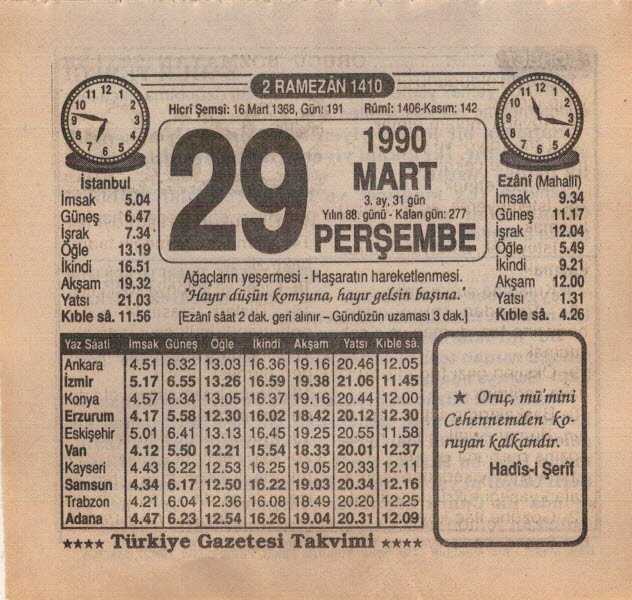 2 RAMEZÂN 1410
Hicrî Şemsî: 16 Mart 1368, Gün: 191 Rûmî: 1406-Kasım: 142
29
1990
MART
3. ay, 31 gün
Yılın 88. günü - Kalan gün: 277
PERŞEMBE
İstanbul
İmsak 5.04
Güneş 6.47
İşrak 7.34
Öğle 13.19
İkindi 16.51
Akşam 19.32
Yatsı 21.03
Kıble sâ. 11.56
Ezânî (Mahallî)
İmsak 9.34
Güneş 11.17
İşrak 12.04
Öğle 5.49
İkindi 9.21
Akşam 12.00
Yatsı 1.31
Kıble sâ. 4.26
Ağaçların yeşermesi - Haşaratın hareketlenmesi.
"Hayır düşün komşuna, hayır gelsin başına."
[Ezânî sâat 2 dak. geri alınır – Gündüzün uzaması 3 dak.]
Yaz Sâati İmsak Güneş Öğle İkindi Akşam Yatsı Kıble sâ.
Ankara 4.51 6.32 13.03 16.36 19.16 20.46 12.05
İzmir 5.17 6.55 13.26 16.59 19.38 21.06 11.45
Konya 4.57 6.34 13.05 16.37 19.16 20.44 12.00
Erzurum 4.17 5.58 12.30 16.02 18.42 20.12 12.30
Eskişehir 5.01 6.41 13.13 16.45 19.25 20.55 11.58
Van 4.12 5.50 12.21 15.54 18.33 20.01 12.37
Kayseri 4.43 6.22 12.53 16.25 19.05 20.33 12.11
Samsun 4.34 6.17 12.50 16.22 19.03 20.34 12.16
Trabzon 4.21 6.04 12.36 16.08 18.49 20.20 12.25
Adana 4.47 6.23 12.54 16.26 19.04 20.31 12.09
★ Oruç, mü'mini
Cehennemden ko-
ruyan kalkandır.
Hadîs-i Şerîf
★★★★ Türkiye Gazetesi Takvimi ★★★★